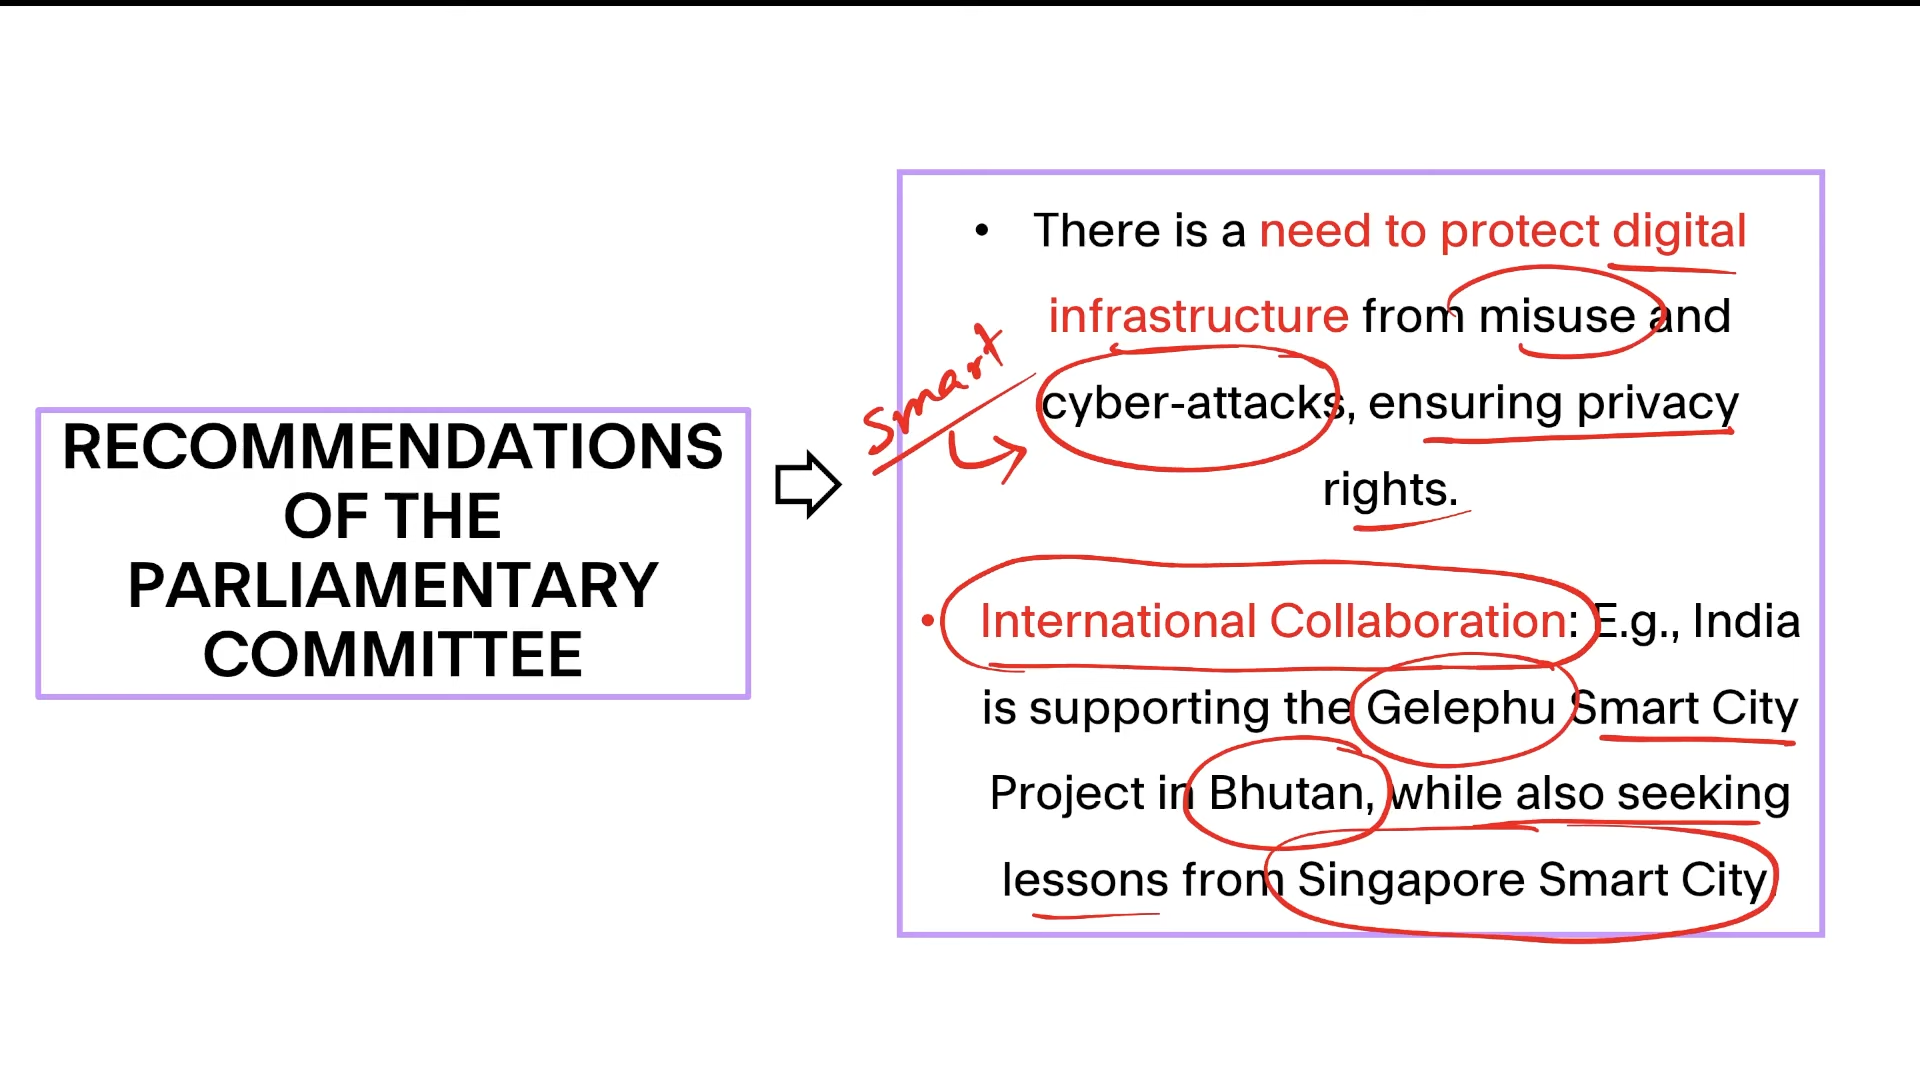 RECOMMENDATIONS
OF THE
PARLIAMENTARY
COMMITTEE
• There is a need to protect digital
infrastructure from misuse and
cyber-attacks, ensuring privacy
rights.
smart
• International Collaboration: E.g., India
is supporting the Gelephu Smart City
Project in Bhutan, while also seeking
lessons from Singapore Smart City